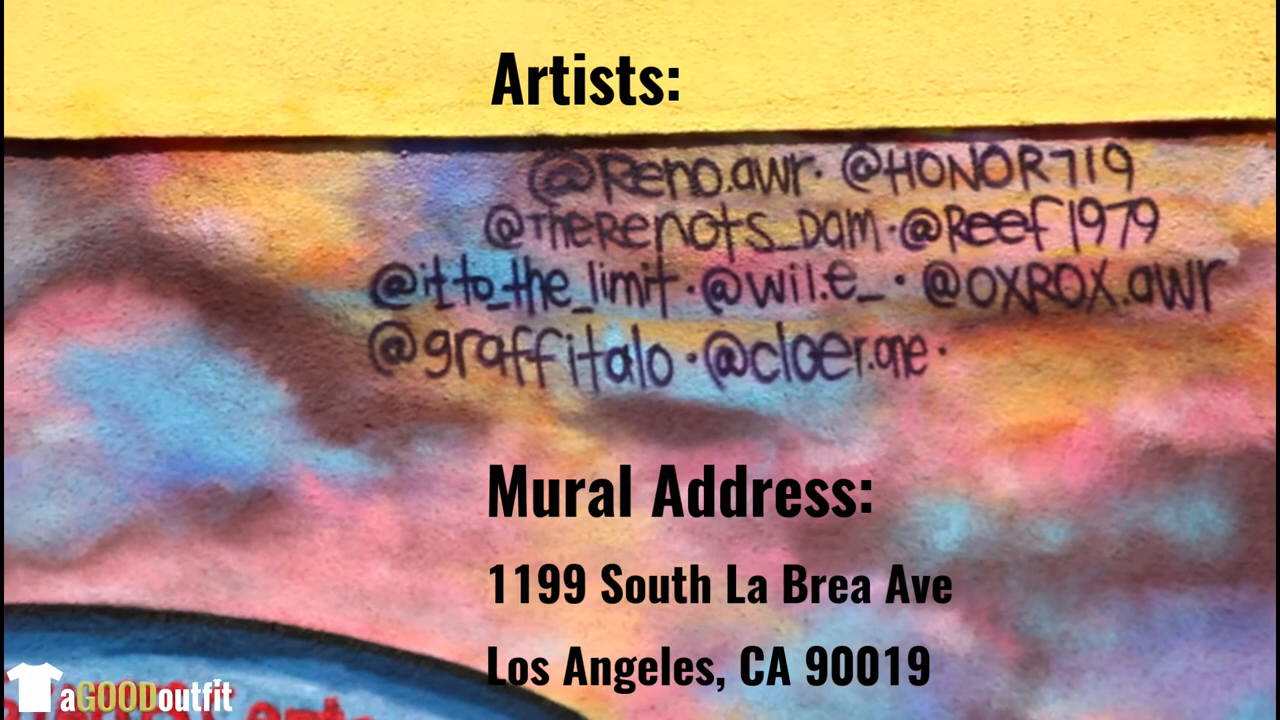 Artists:
@Reno.awr. @HONOR719
@THeRenots_Dam.@Reef1979
@it_to_the_limit.@wil.e_. @OXROX.awr
@graffitalo.@cloer.one.
Mural Address:
1199 South La Brea Ave
Los Angeles, CA 90019
aGOODoutfit